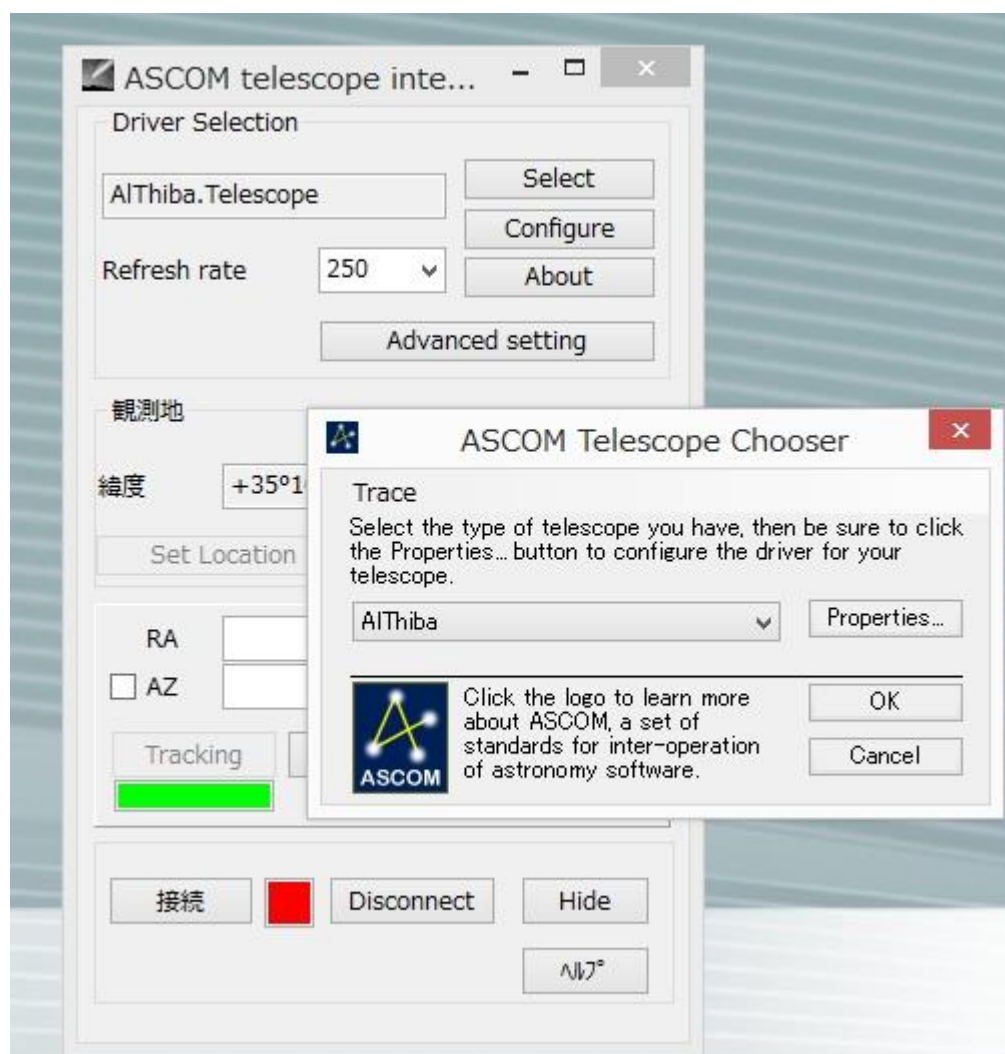 ASCOM telescope inte...
Driver Selection
AlThiba.Telescope
Select
Configure
Refresh rate
250
About
Advanced setting
観測地
緯度
+35°1
Set Location
RA
AZ
Tracking
ASCOM Telescope Chooser
Trace
Select the type of telescope you have, then be sure to click
the Properties... button to configure the driver for your
telescope.
AlThiba
Properties...
ASCOM
Click the logo to learn more
about ASCOM, a set of
standards for inter-operation
of astronomy software.
OK
Cancel
接続
Disconnect
Hide
ﾍﾙﾌﾟ